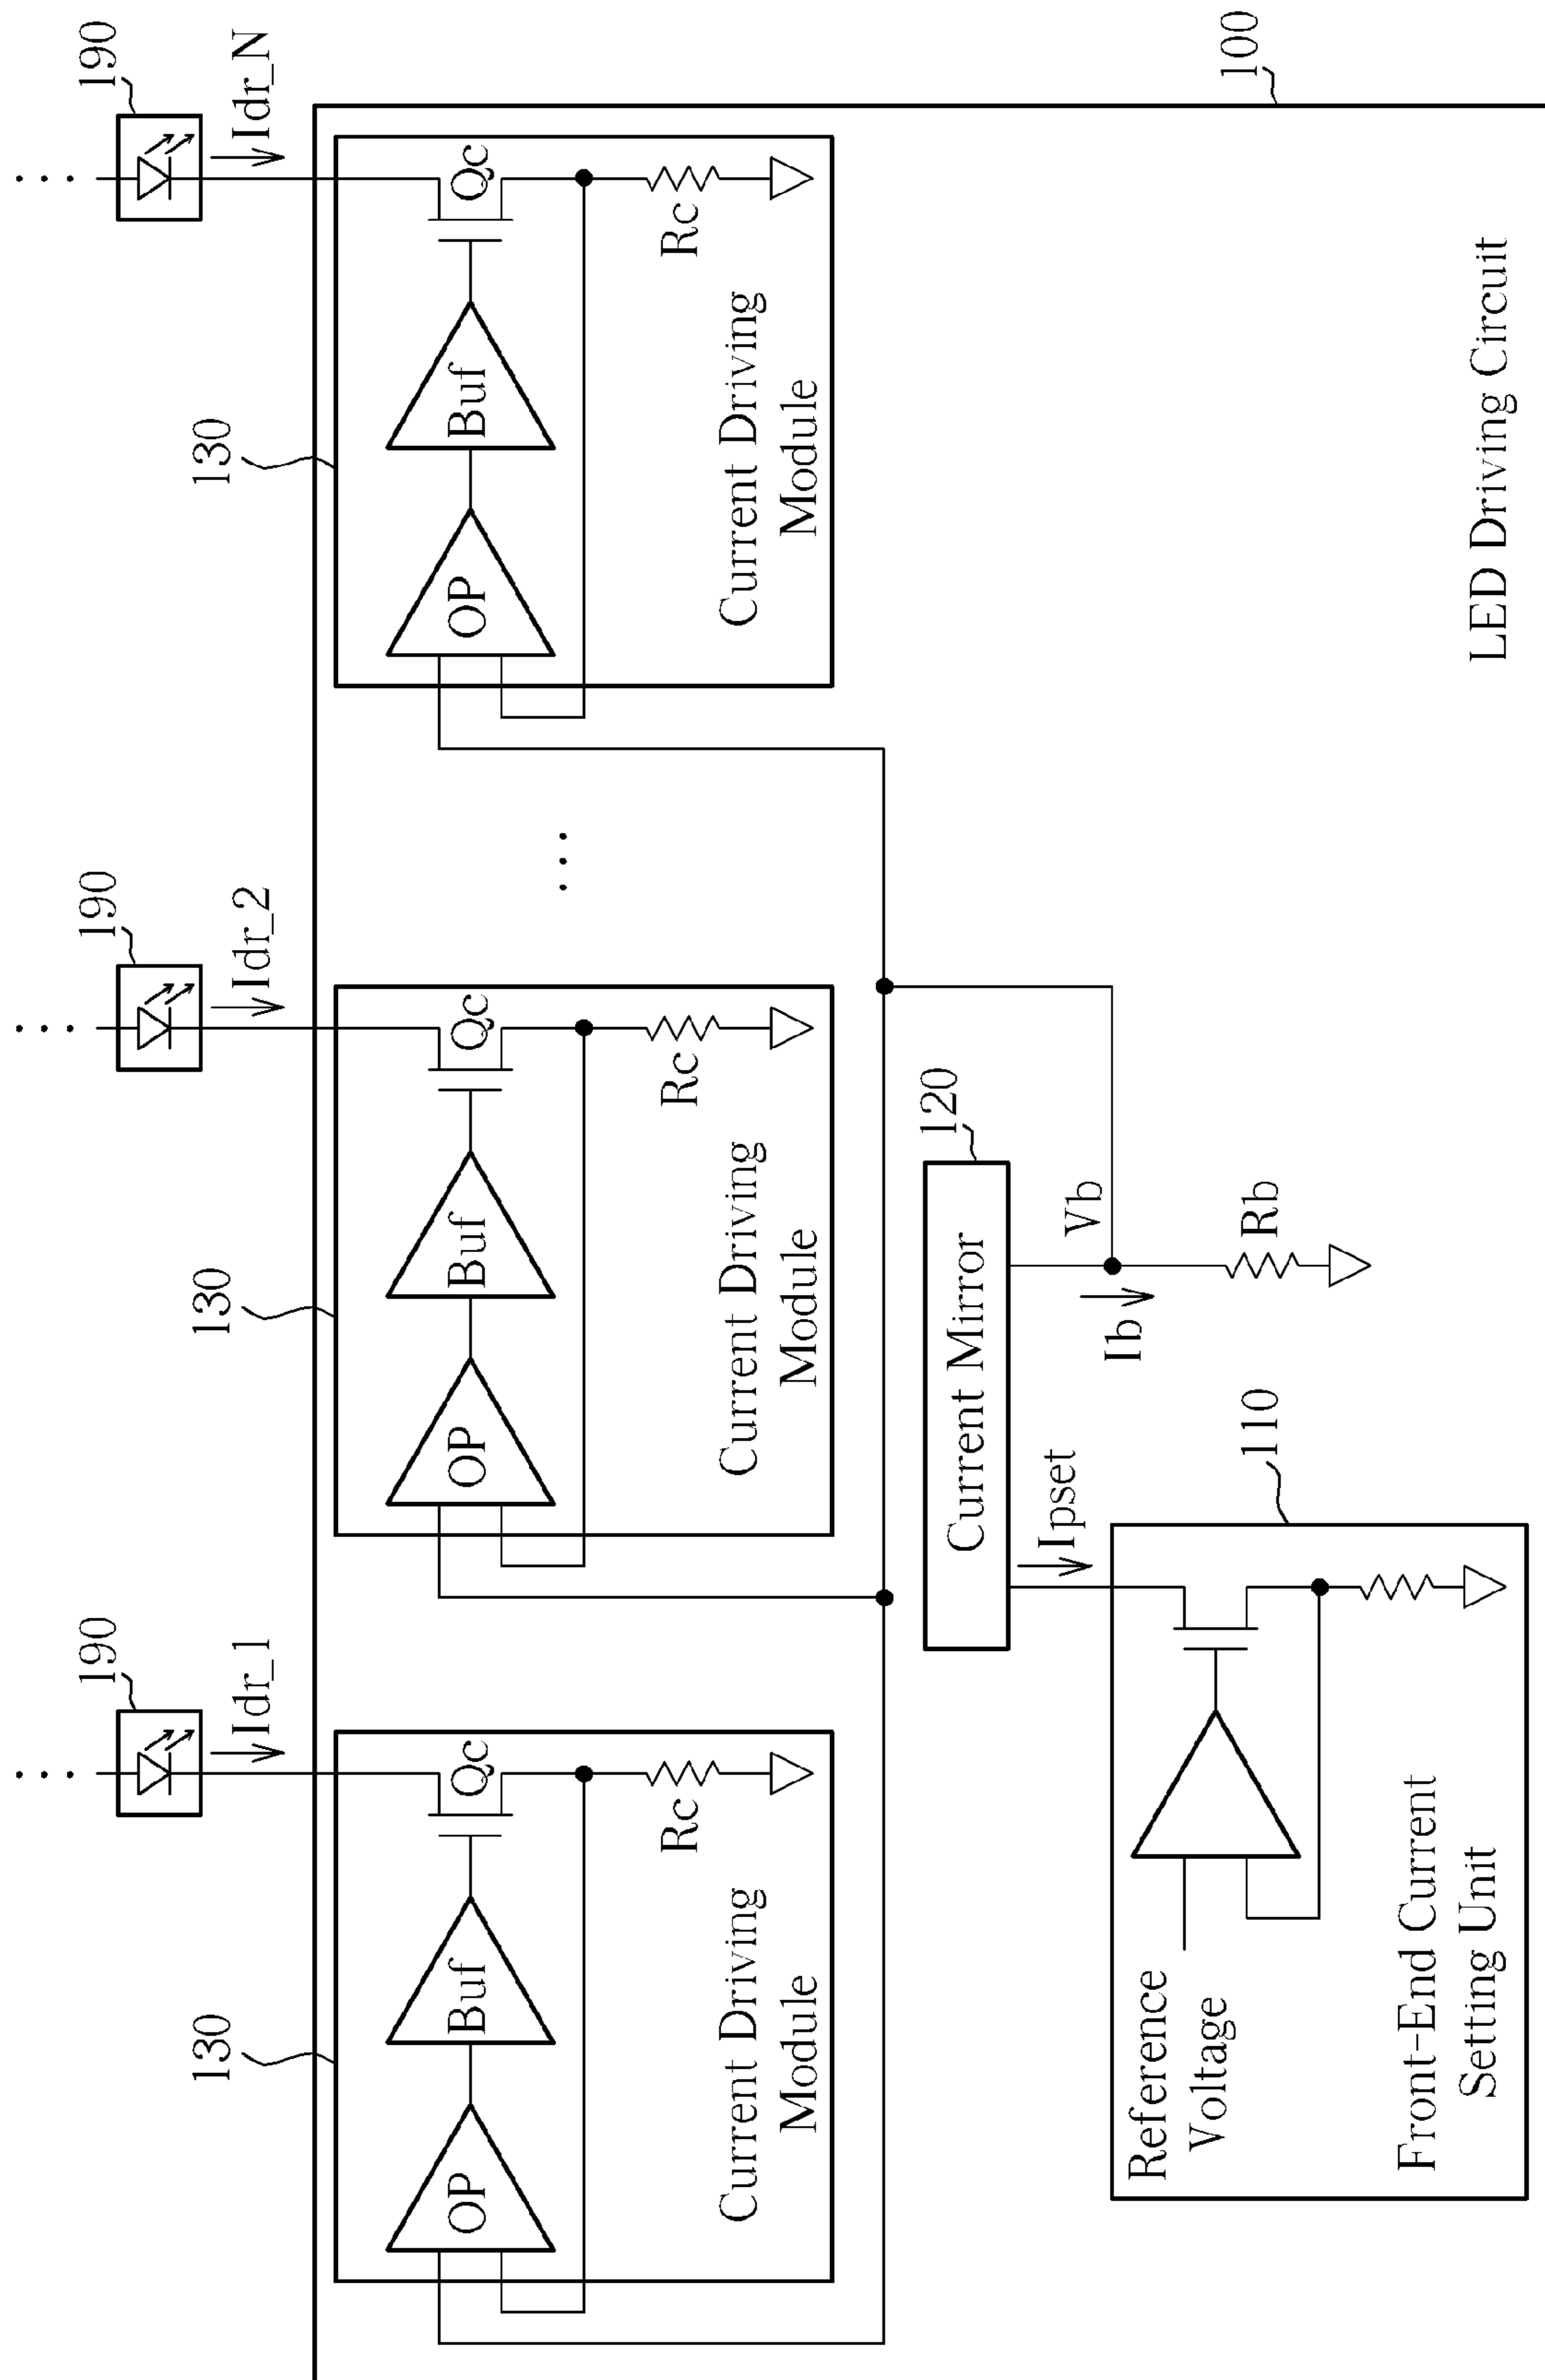 190
Idr_1
190
Idr_2
190
Idr_N
130
OP
Buf
Qc
Rc
Current Driving
Module
130
OP
Buf
Qc
Rc
Current Driving
Module
...
130
OP
Buf
Qc
Rc
Current Driving
Module
Current Mirror
120
Ipset
Ib
Vb
Rb
110
Reference
Voltage
Front-End Current
Setting Unit
100
LED Driving Circuit